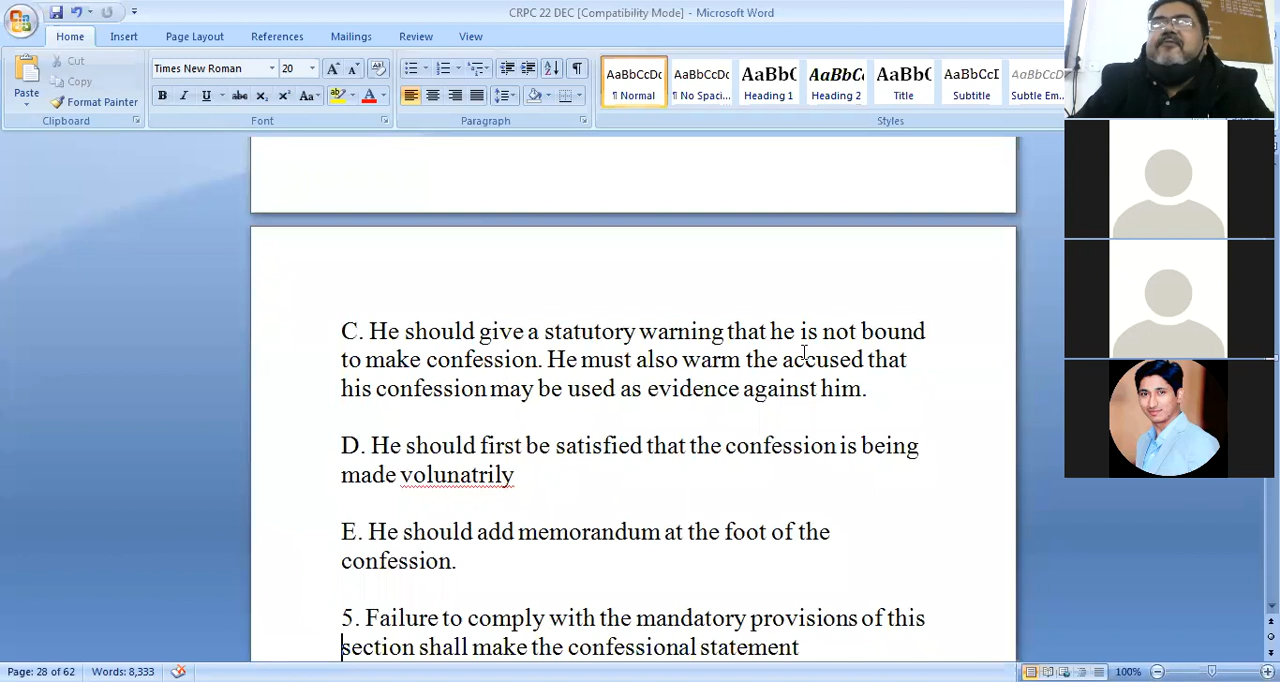 CRPC 22 DEC [Compatibility Mode] - Microsoft Word
Home Insert Page Layout References Mailings Review View
Paste
Cut
Copy
Format Painter
Clipboard
Times New Roman 20
Font
Paragraph
AaBbCcDc AaBbCcDc AaBbC AaBbCc AaBbC AaBbCcI AaBbCcDc
¶ Normal ¶ No Spaci... Heading 1 Heading 2 Title Subtitle Subtle Em...
Styles
C. He should give a statutory warning that he is not bound
to make confession. He must also warm the accused that
his confession may be used as evidence against him.
D. He should first be satisfied that the confession is being
made volunatrily
E. He should add memorandum at the foot of the
confession.
5. Failure to comply with the mandatory provisions of this
section shall make the confessional statement
Page: 28 of 62 Words: 8,333 100%